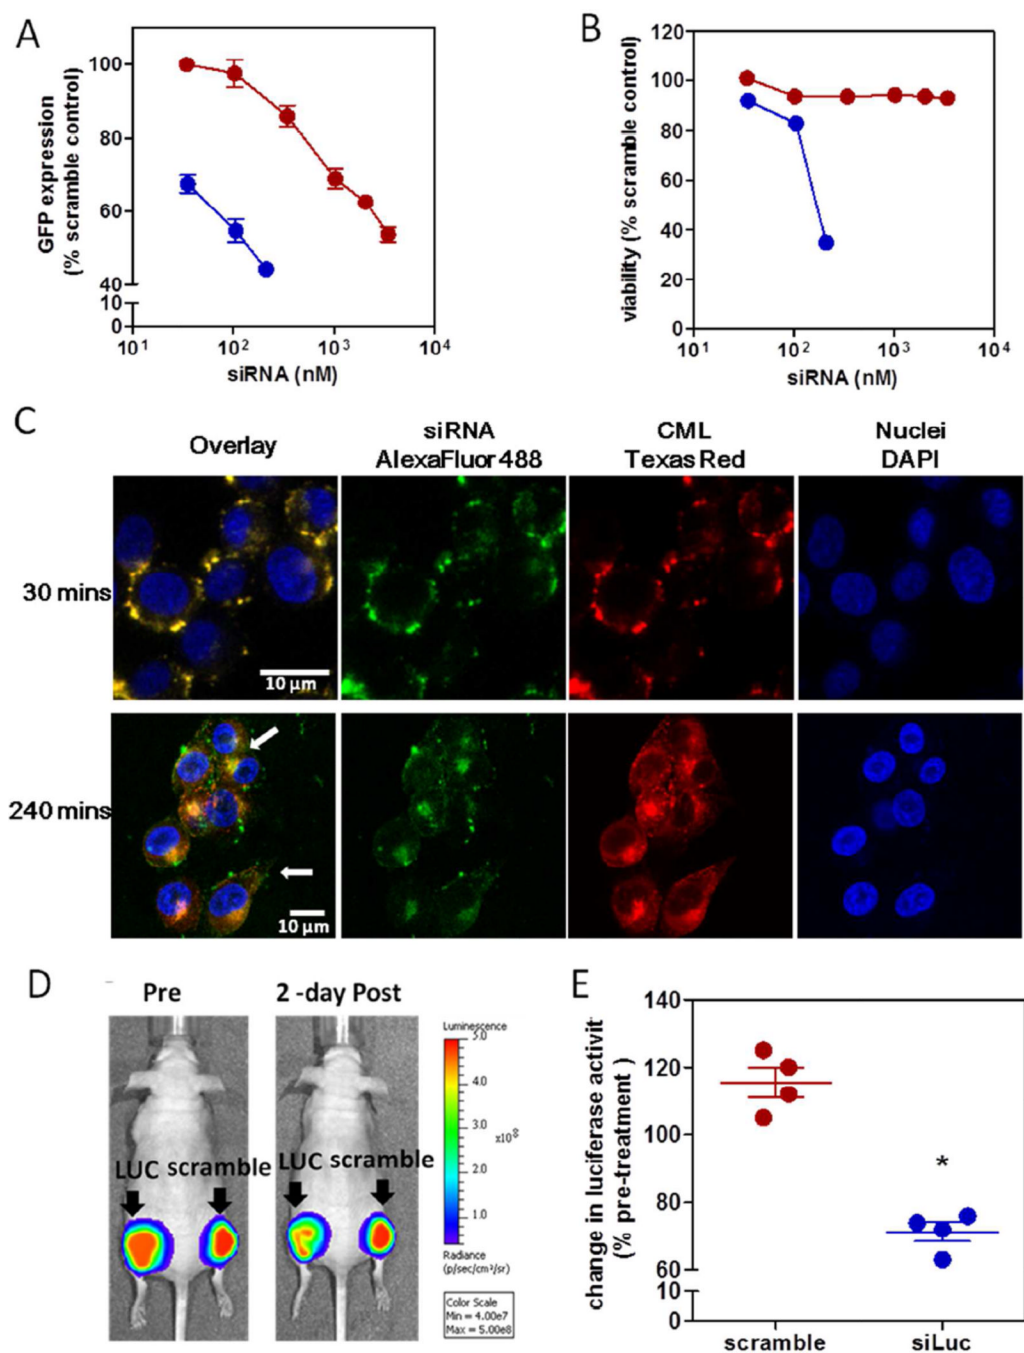 A
GFP expression
(% scramble control)
100
80
60
40
10
0
10¹ 10² 10³ 10⁴
siRNA (nM)
B
viability (% scramble control)
120
100
80
60
40
20
0
10¹ 10² 10³ 10⁴
siRNA (nM)
C
Overlay
siRNA
AlexaFluor 488
CML
Texas Red
Nuclei
DAPI
30 mins
10 µm
240 mins
10 µm
D
Pre
2 -day Post
LUC scramble
LUC scramble
Luminescence
5.0
4.0
3.0
2.0
1.0
x10⁸
Radiance
(p/sec/cm²/sr)
Color Scale
Min = 4.00e7
Max = 5.00e8
E
change in luciferase activit
(% pre-treatment )
140
120
100
80
60
10
0
*
scramble siLuc